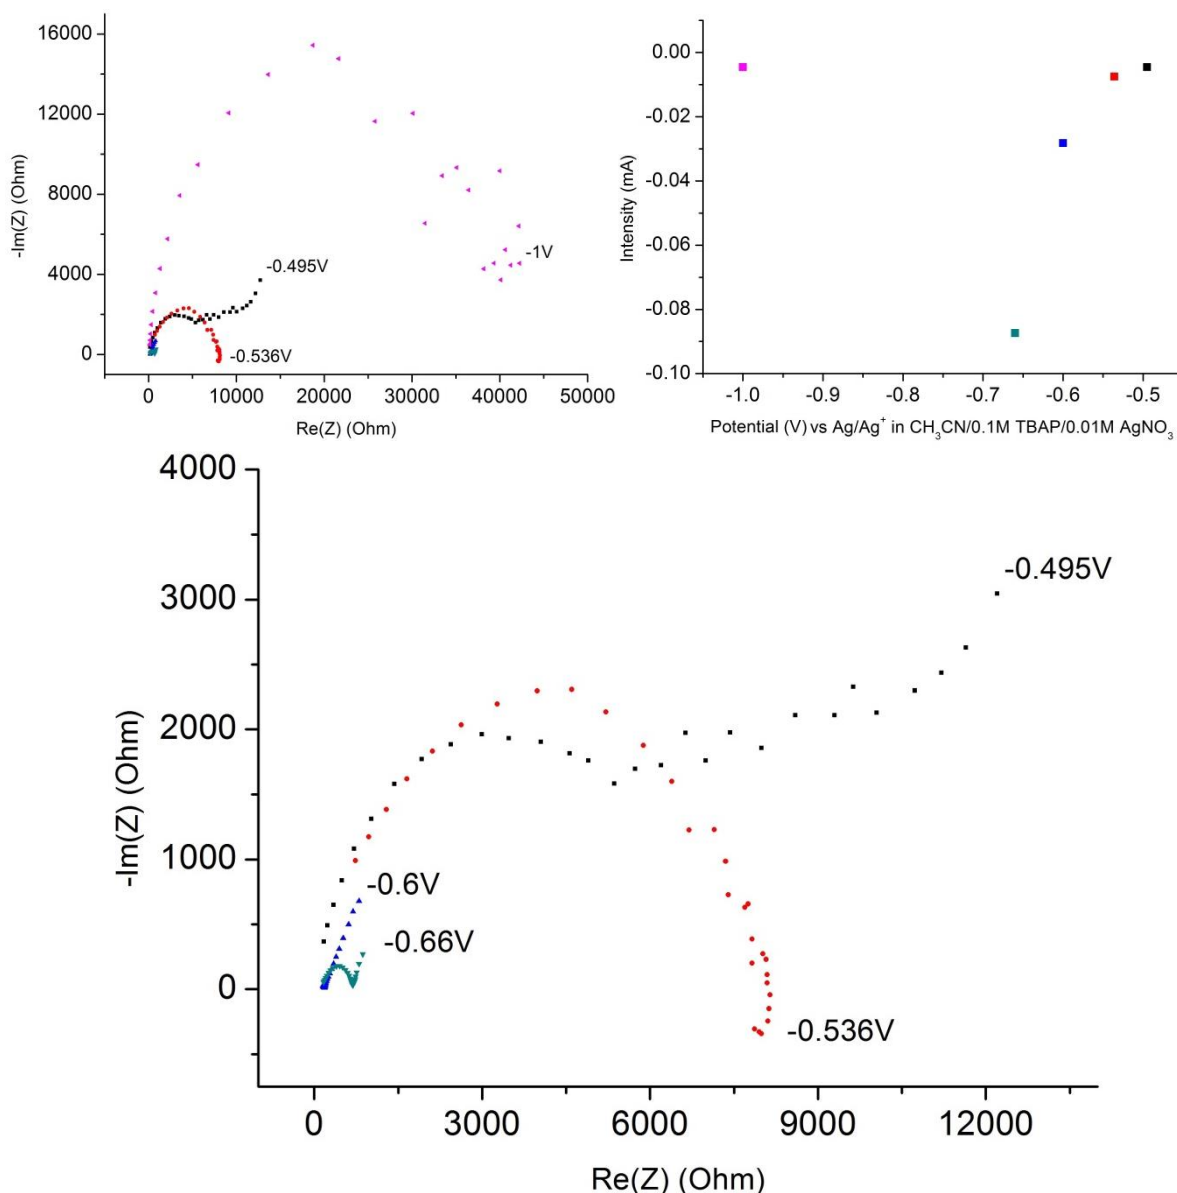 16000
12000
8000
4000
0
-Im(Z) (Ohm)
-1V
-0.495V
-0.536V
0 10000 20000 30000 40000 50000
Re(Z) (Ohm)
0.00
-0.02
-0.04
-0.06
-0.08
-0.10
Intensity (mA)
-1.0 -0.9 -0.8 -0.7 -0.6 -0.5
Potential (V) vs Ag/Ag⁺ in CH₃CN/0.1M TBAP/0.01M AgNO₃
4000
3000
2000
1000
0
-Im(Z) (Ohm)
-0.495V
-0.6V
-0.66V
-0.536V
0 3000 6000 9000 12000
Re(Z) (Ohm)